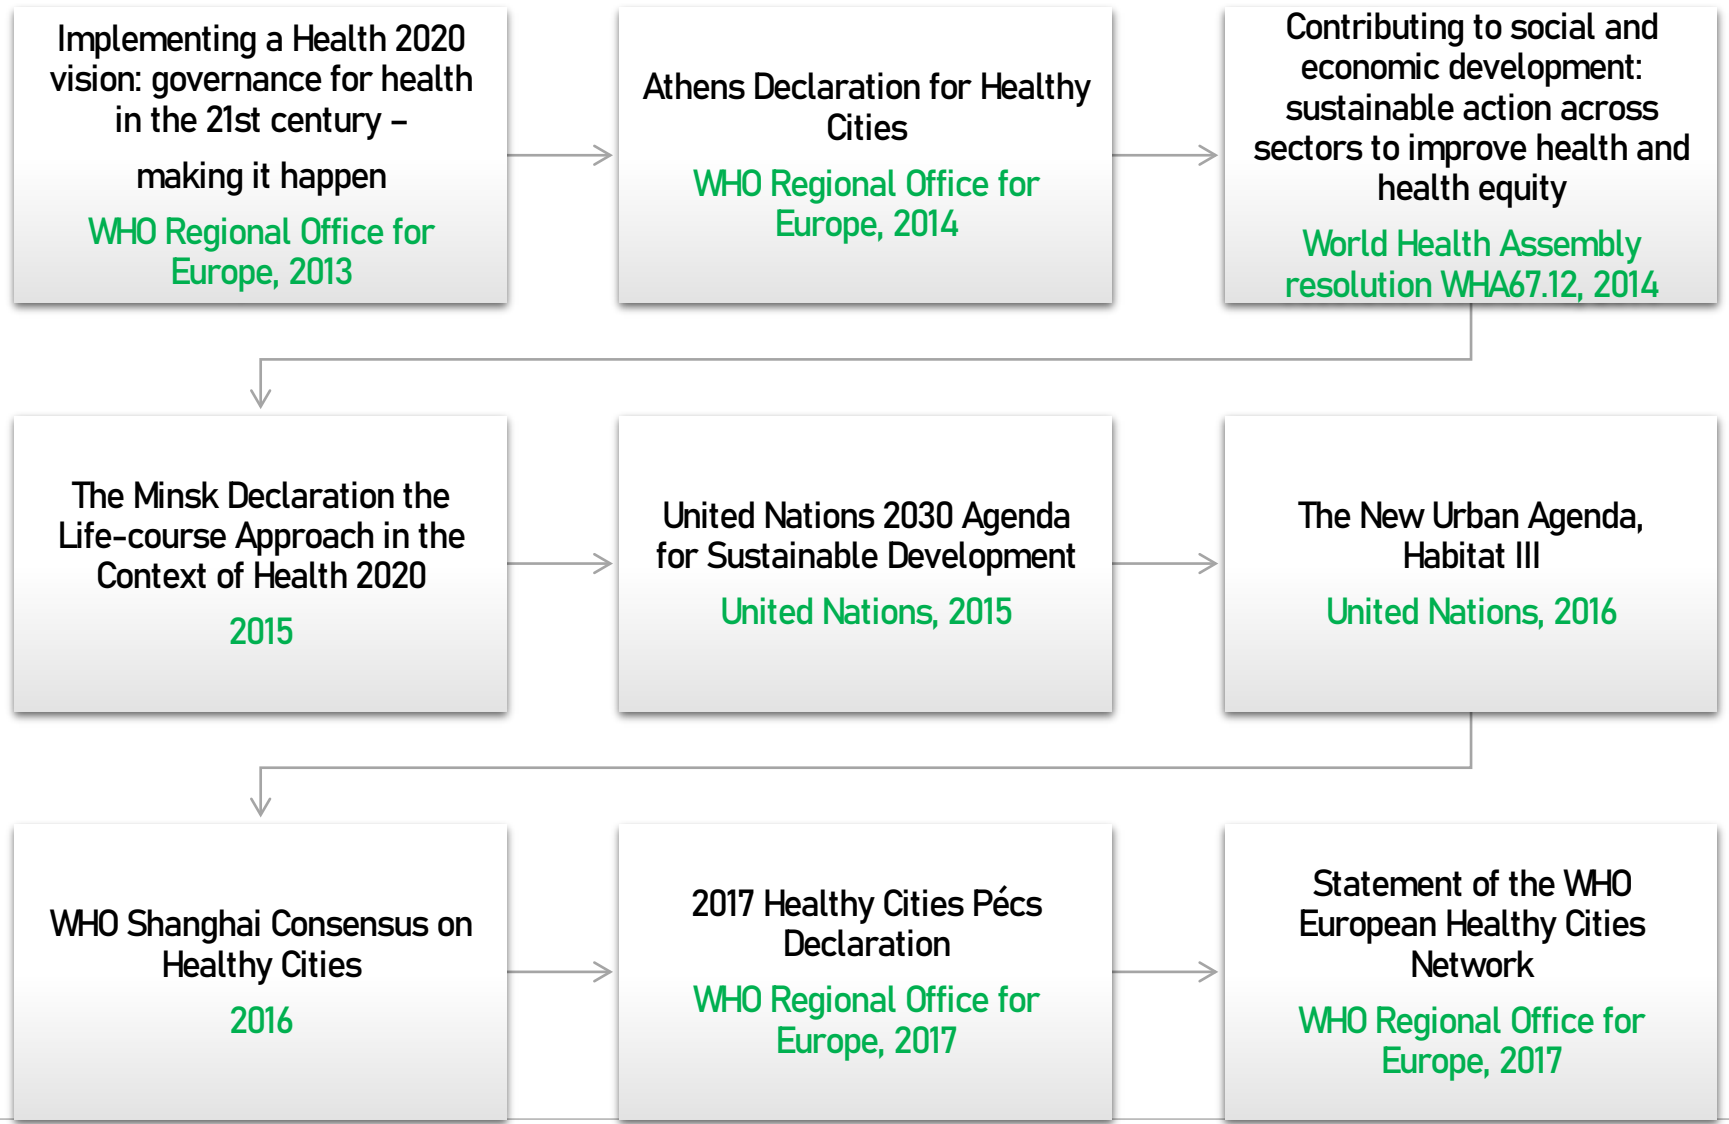 Implementing a Health 2020
vision: governance for health
in the 21st century –
making it happen
WHO Regional Office for
Europe, 2013
Athens Declaration for Healthy
Cities
WHO Regional Office for
Europe, 2014
Contributing to social and
economic development:
sustainable action across
sectors to improve health and
health equity
World Health Assembly
resolution WHA67.12, 2014
The Minsk Declaration the
Life-course Approach in the
Context of Health 2020
2015
United Nations 2030 Agenda
for Sustainable Development
United Nations, 2015
The New Urban Agenda,
Habitat III
United Nations, 2016
WHO Shanghai Consensus on
Healthy Cities
2016
2017 Healthy Cities Pécs
Declaration
WHO Regional Office for
Europe, 2017
Statement of the WHO
European Healthy Cities
Network
WHO Regional Office for
Europe, 2017